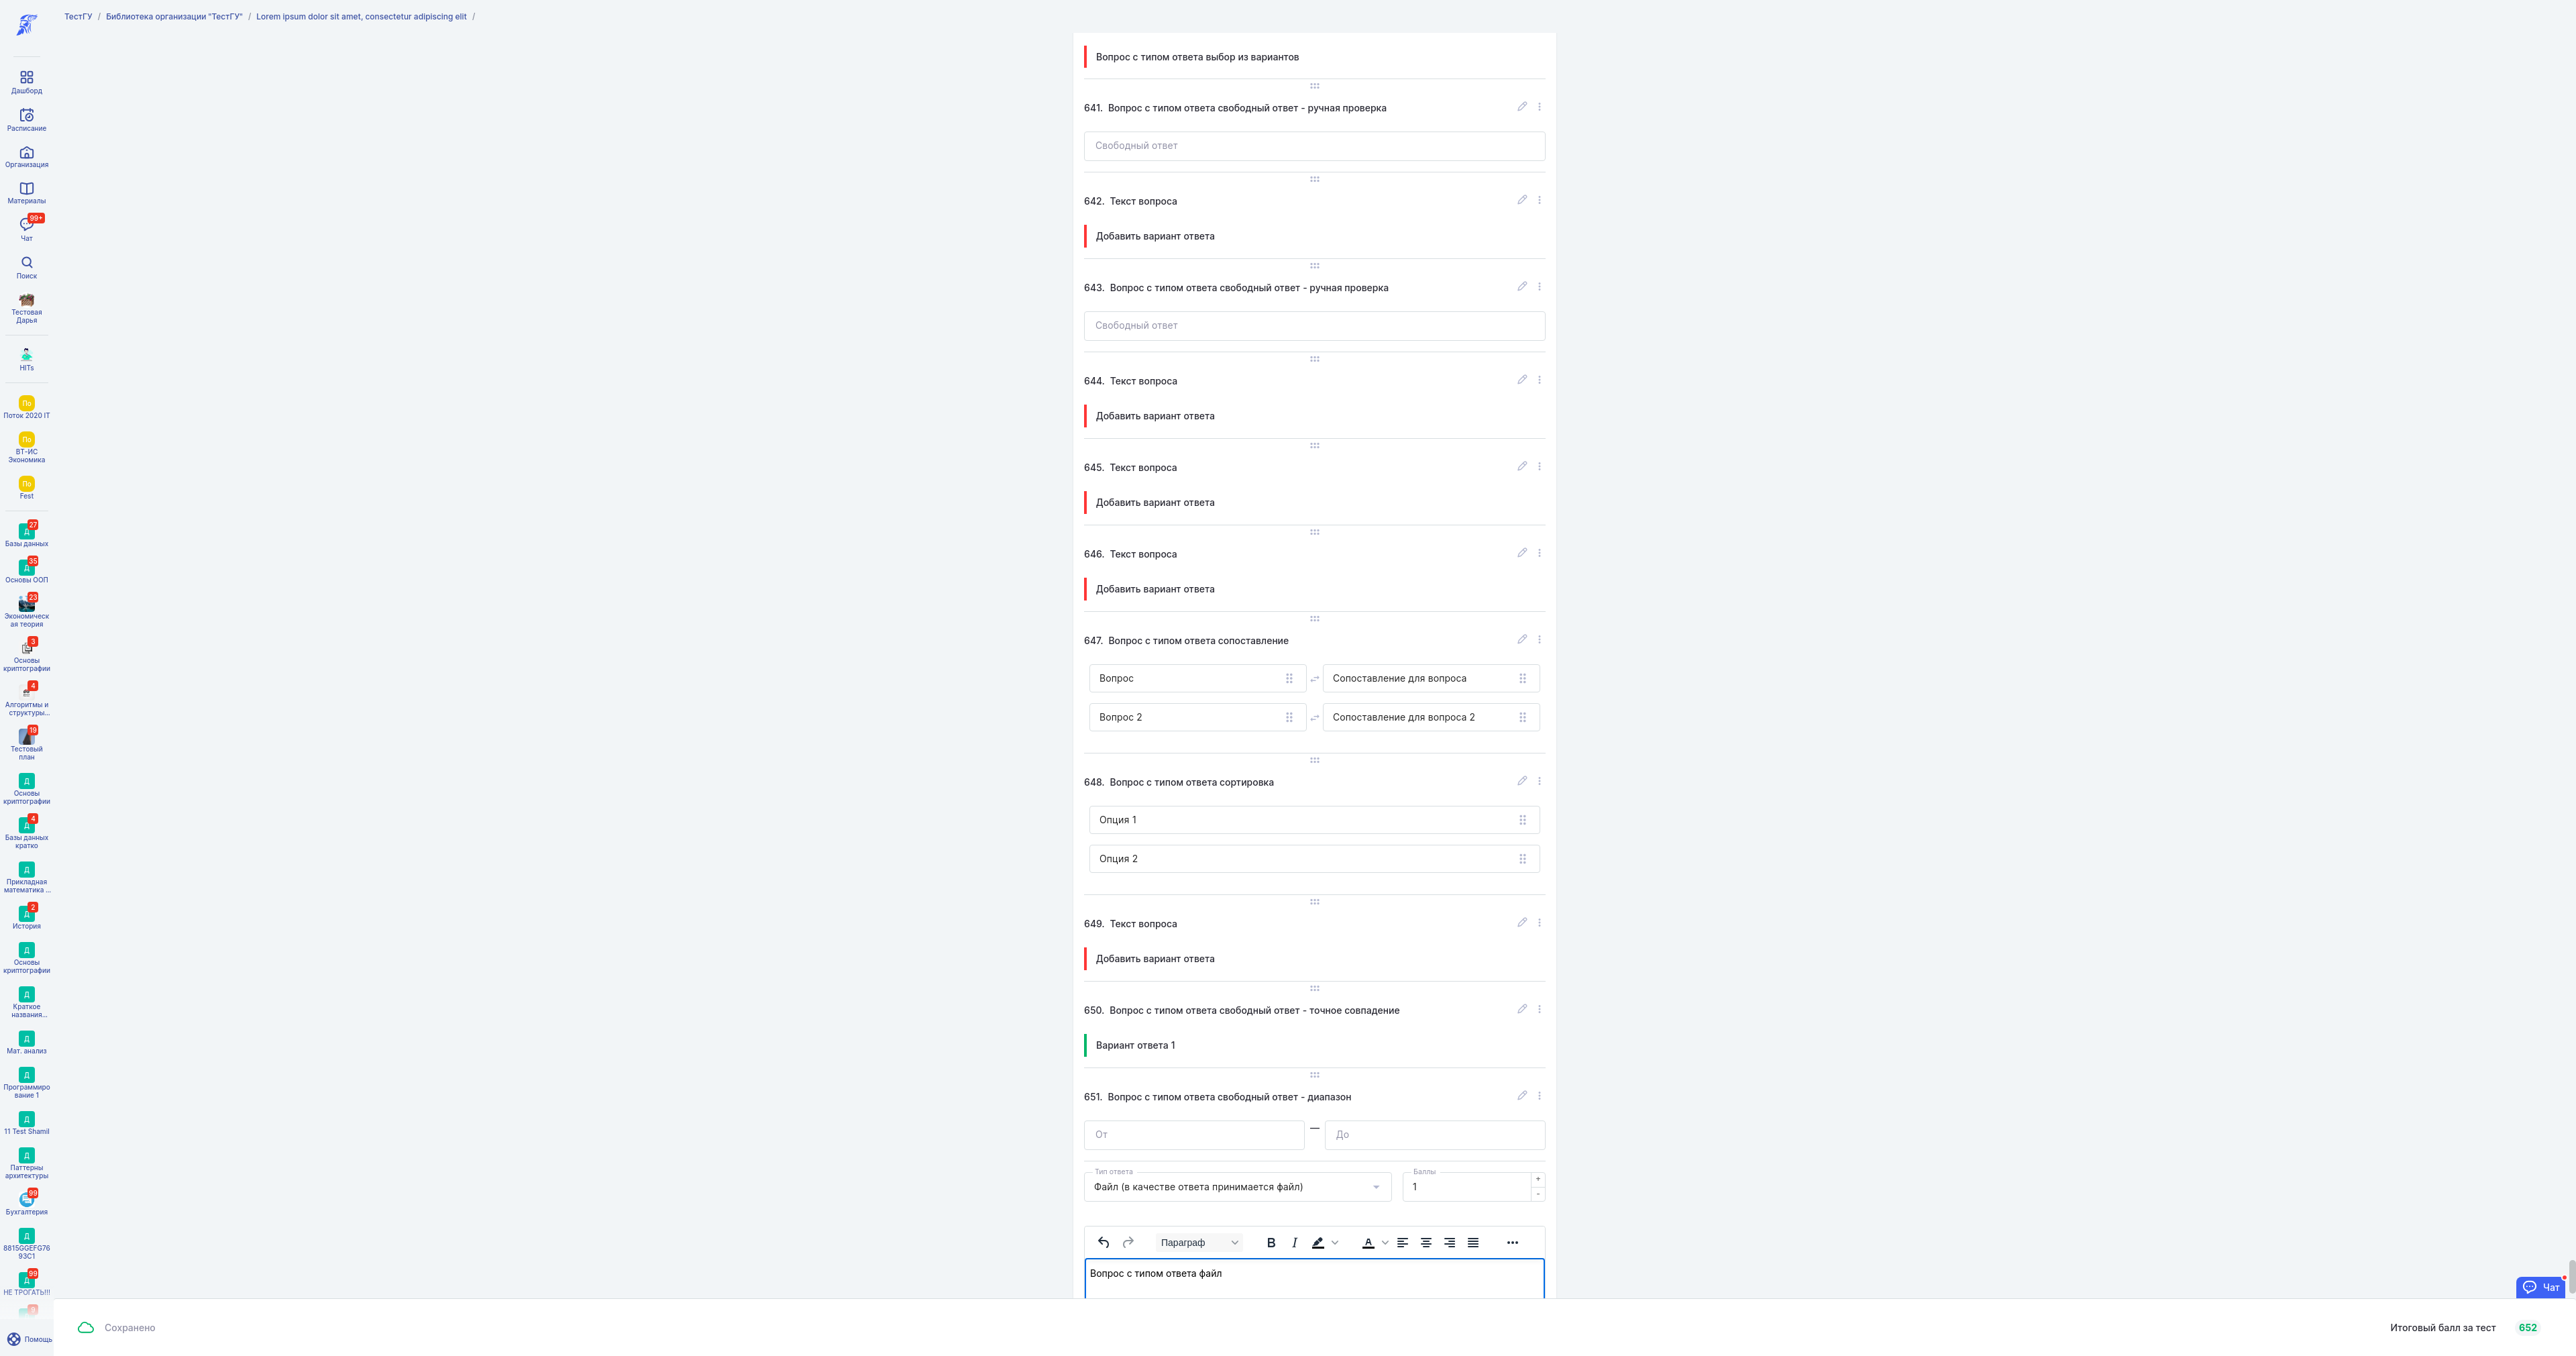 ТестГУ / Библиотека организации "ТестГУ" / Lorem ipsum dolor sit amet, consectetur adipiscing elit /
Дашборд
Расписание
Организация
Материалы
99+
Чат
Поиск
Тестовая
Дарья
HITs
По
Поток 2020 IT
По
ВТ-ИС
Экономика
По
Fest
27
Д
Базы данных
35
Д
Основы ООП
23
Экономическ
ая теория
3
Основы
криптографии
4
Алгоритмы и
структуры...
19
Тестовый
план
Д
Основы
криптографии
4
Д
Базы данных
кратко
Д
Прикладная
математика ...
2
Д
История
Д
Основы
криптографии
Д
Краткое
названия...
Д
Мат. анализ
Д
Программиро
вание 1
Д
11 Test Shamil
Д
Паттерны
архитектуры
99
Бухгалтерия
Д
8815GGEFG76
93C1
99
Д
НЕ ТРОГАТЬ!!!
Помощь
Вопрос с типом ответа выбор из вариантов
641. Вопрос с типом ответа свободный ответ - ручная проверка
Свободный ответ
642. Текст вопроса
Добавить вариант ответа
643. Вопрос с типом ответа свободный ответ - ручная проверка
Свободный ответ
644. Текст вопроса
Добавить вариант ответа
645. Текст вопроса
Добавить вариант ответа
646. Текст вопроса
Добавить вариант ответа
647. Вопрос с типом ответа сопоставление
Вопрос Сопоставление для вопроса
Вопрос 2 Сопоставление для вопроса 2
648. Вопрос с типом ответа сортировка
Опция 1
Опция 2
649. Текст вопроса
Добавить вариант ответа
650. Вопрос с типом ответа свободный ответ - точное совпадение
Вариант ответа 1
651. Вопрос с типом ответа свободный ответ - диапазон
От — До
Тип ответа Баллы
Файл (в качестве ответа принимается файл) 1 + -
Параграф B I A
Вопрос с типом ответа файл
Чат
Сохранено
Итоговый балл за тест 652